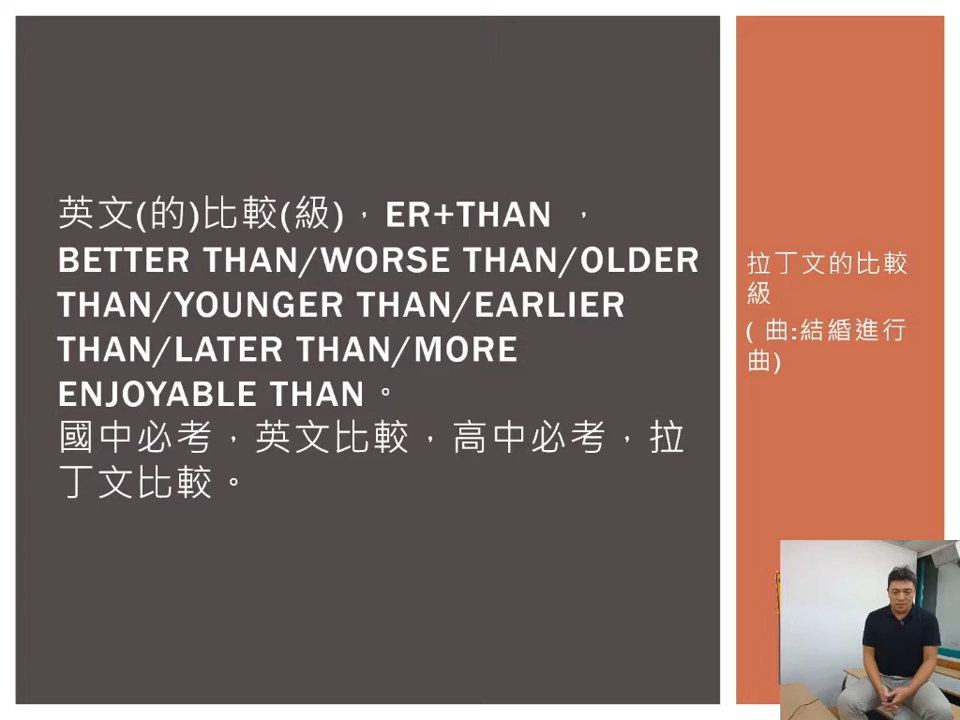 英文(的)比較(級)，ER+THAN ，
BETTER THAN/WORSE THAN/OLDER
THAN/YOUNGER THAN/EARLIER
THAN/LATER THAN/MORE
ENJOYABLE THAN。
國中必考，英文比較，高中必考，拉
丁文比較。
拉丁文的比較
級
( 曲:結婚進行
曲)